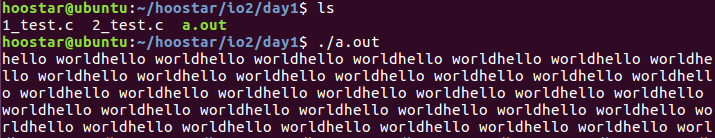 hoostar@ubuntu:~/hoostar/io2/day1$ ls
1_test.c  2_test.c  a.out
hoostar@ubuntu:~/hoostar/io2/day1$ ./a.out
hello worldhello worldhello worldhello worldhello worldhello worldhello worldhe
llo worldhello worldhello worldhello worldhello worldhello worldhello worldhell
o worldhello worldhello worldhello worldhello worldhello worldhello worldhello
worldhello worldhello worldhello worldhello worldhello worldhello worldhello wo
rldhello worldhello worldhello worldhello worldhello worldhello worldhello worl